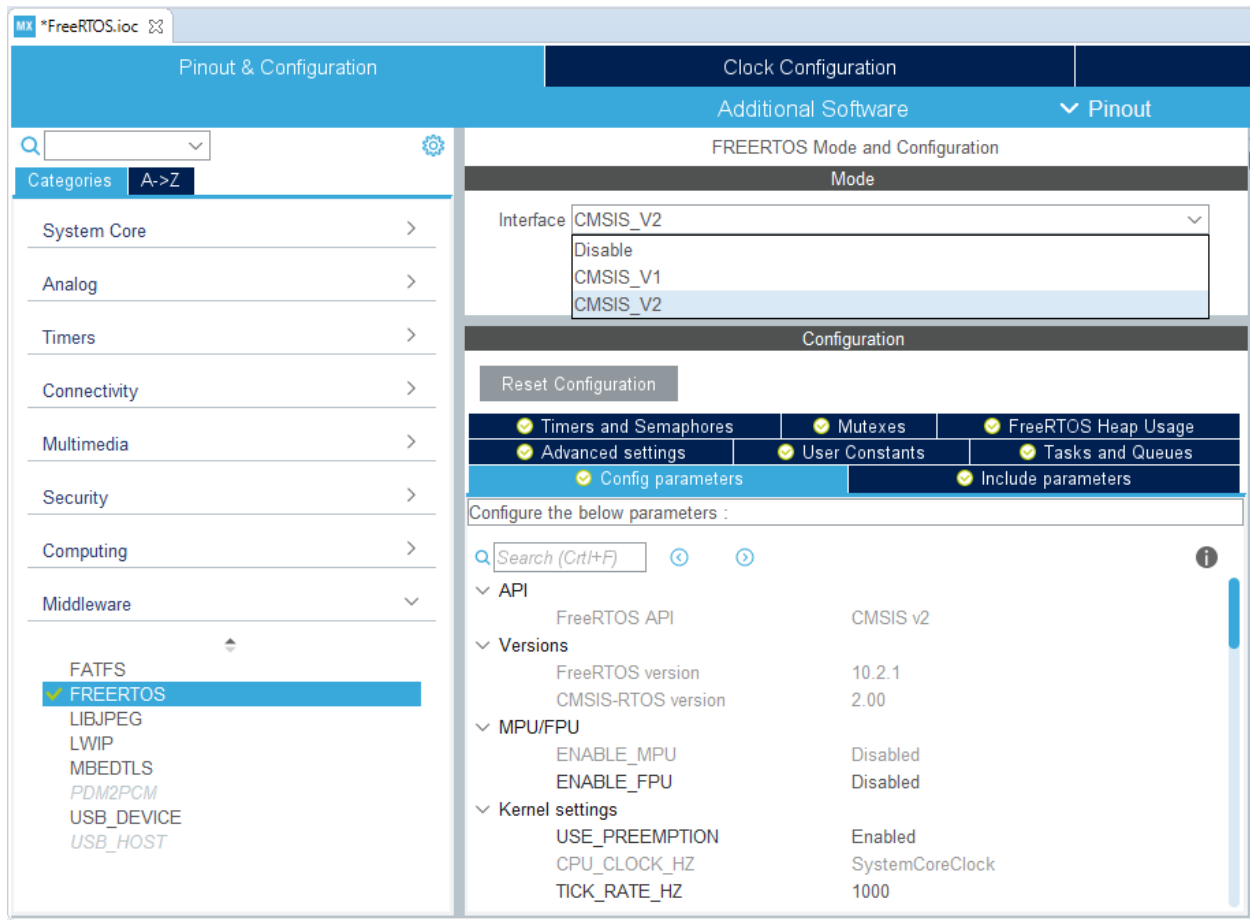 MX *FreeRTOS.ioc
Pinout & Configuration
Clock Configuration
Additional Software
Pinout
Categories
A->Z
System Core
Analog
Timers
Connectivity
Multimedia
Security
Computing
Middleware
FATFS
FREERTOS
LIBJPEG
LWIP
MBEDTLS
PDM2PCM
USB_DEVICE
USB_HOST
FREERTOS Mode and Configuration
Mode
Interface CMSIS_V2
Disable
CMSIS_V1
CMSIS_V2
Configuration
Reset Configuration
Timers and Semaphores
Mutexes
FreeRTOS Heap Usage
Advanced settings
User Constants
Tasks and Queues
Config parameters
Include parameters
Configure the below parameters :
Search (Crtl+F)
API
FreeRTOS API CMSIS v2
Versions
FreeRTOS version 10.2.1
CMSIS-RTOS version 2.00
MPU/FPU
ENABLE_MPU Disabled
ENABLE_FPU Disabled
Kernel settings
USE_PREEMPTION Enabled
CPU_CLOCK_HZ SystemCoreClock
TICK_RATE_HZ 1000